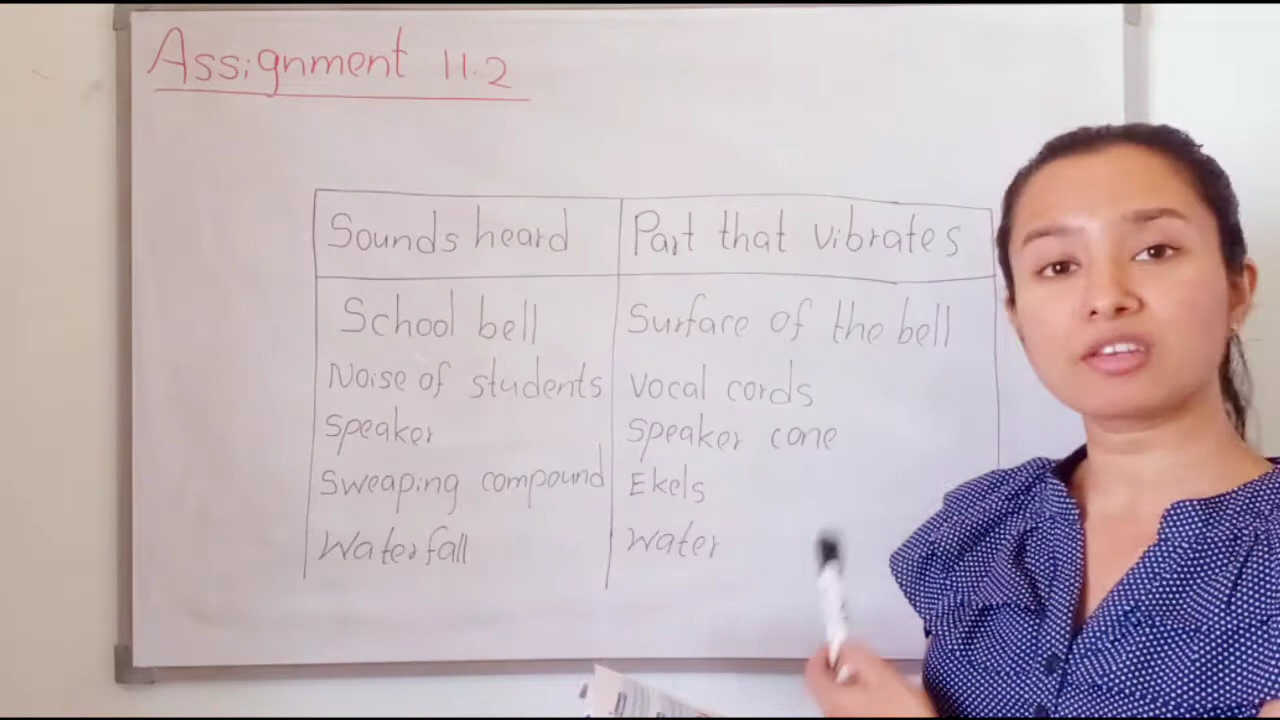 Assignment 11.2
Sounds heard Part that vibrates
School bell Surface of the bell
Noise of students vocal cords
speaker speaker cone
Sweaping compound Ekels
Waterfall water